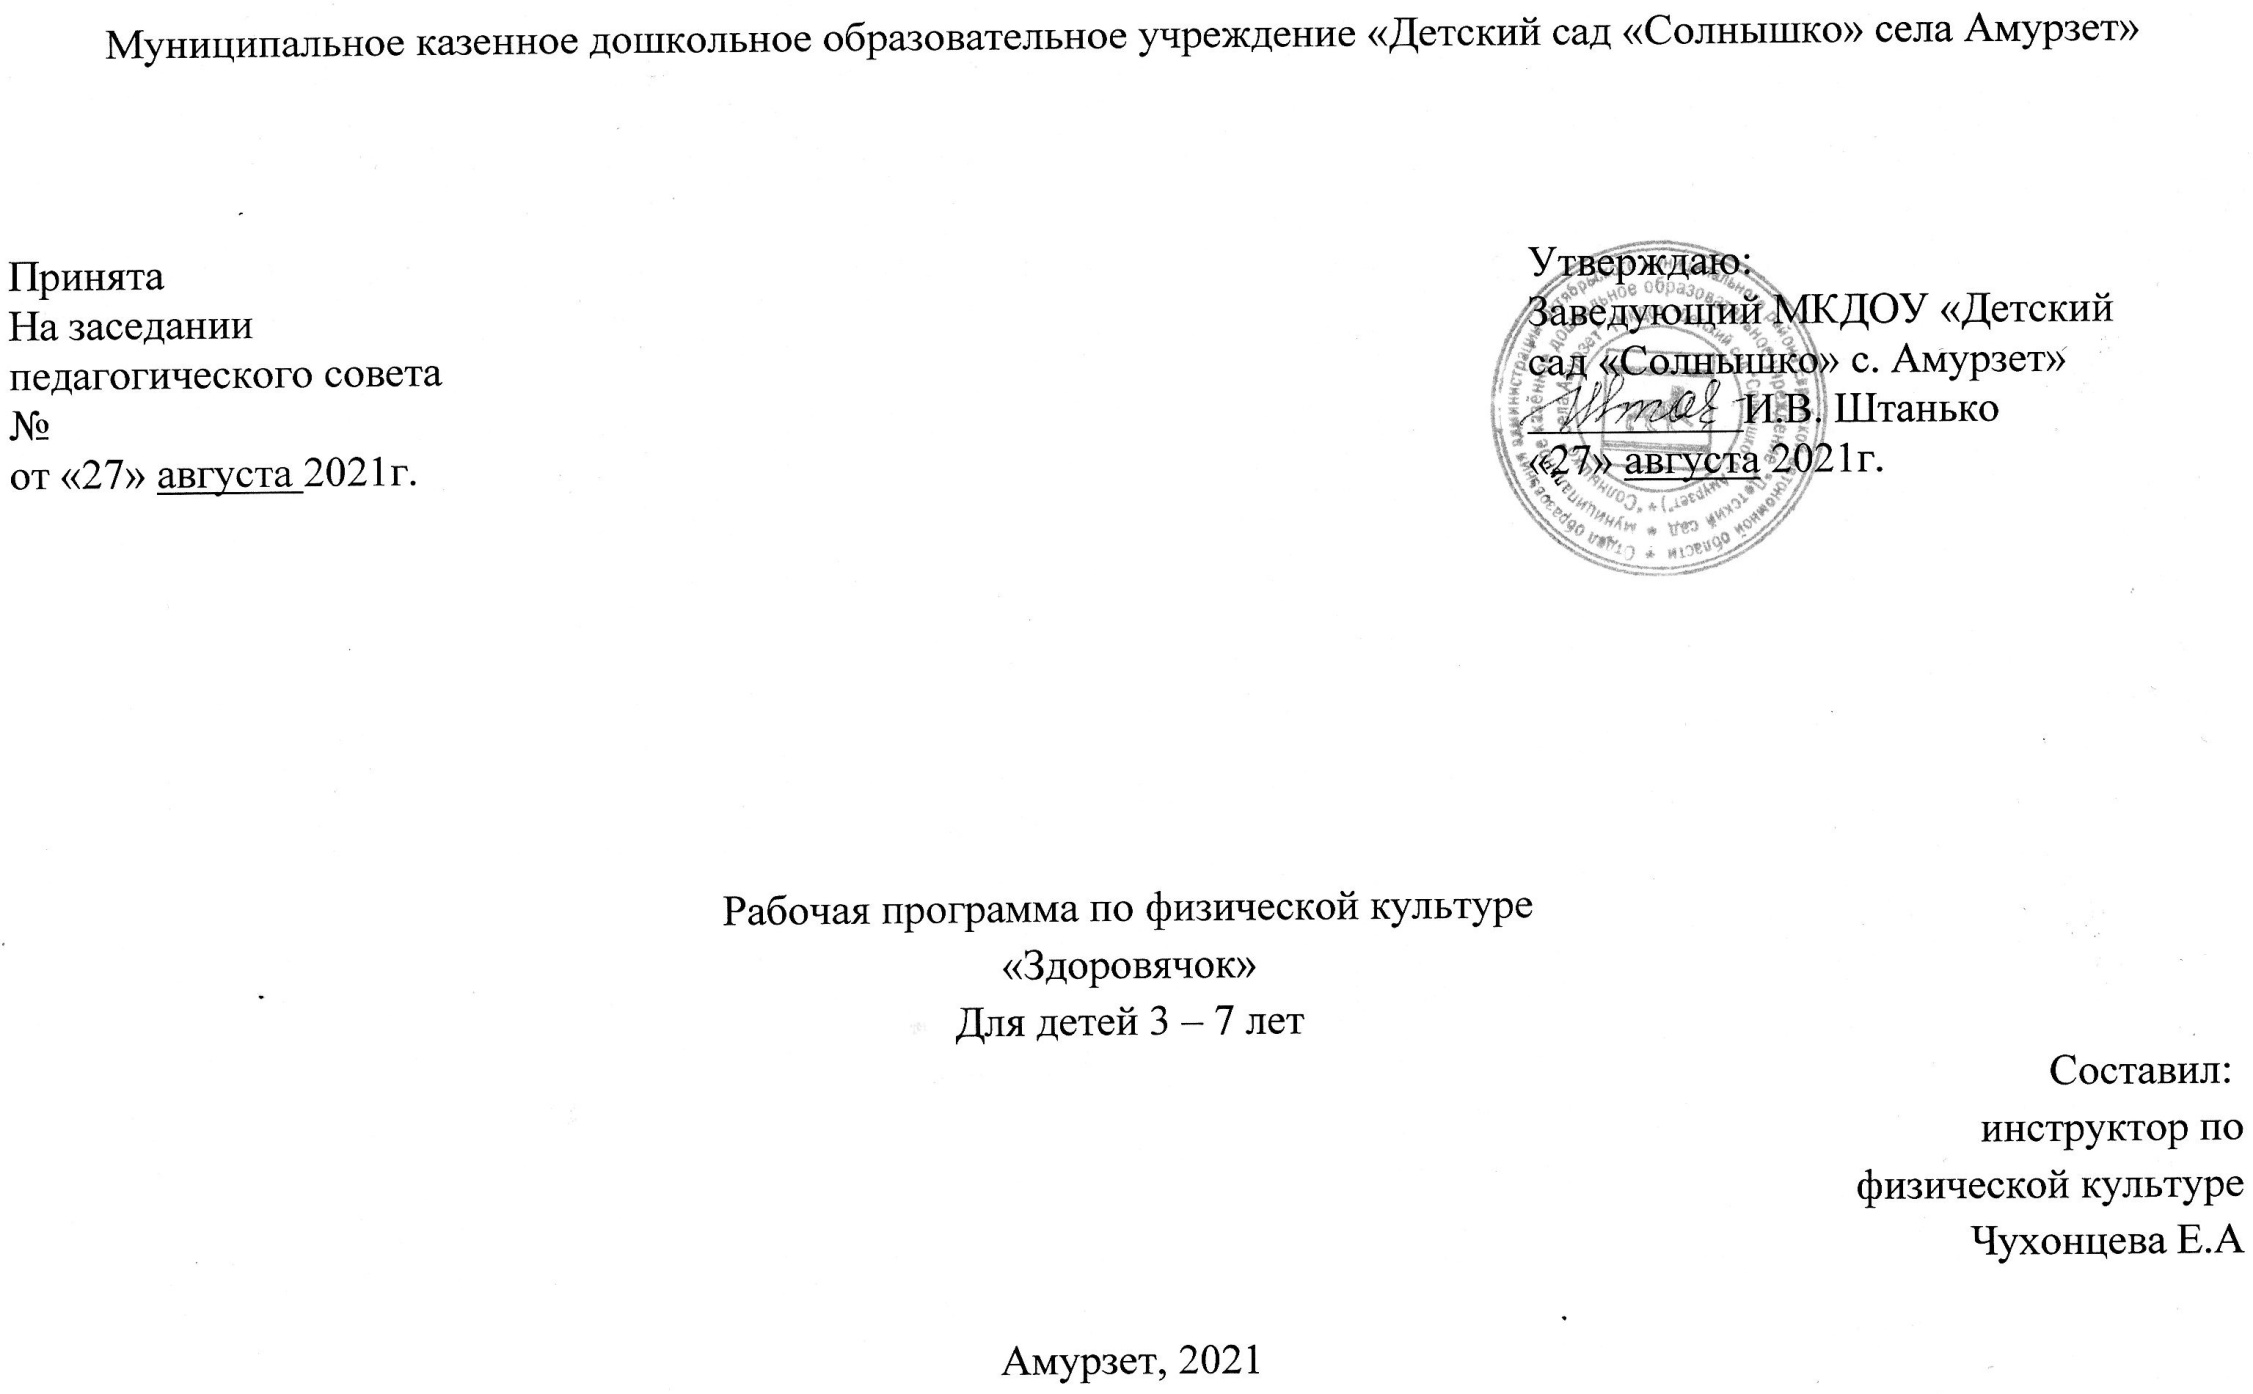 Муниципальное казенное дошкольное образовательное учреждение «Детский сад «Солнышко» села Амурзет»
Принята
На заседании
педагогического совета
№
от «27» августа 2021г.
Утверждаю:
Заведующий МКДОУ «Детский
сад «Солнышко» с. Амурзет»
И.В. Штанько
«27» августа 2021г.
Рабочая программа по физической культуре
«Здоровячок»
Для детей 3 – 7 лет
Составил:
инструктор по
физической культуре
Чухонцева Е.А
Амурзет, 2021